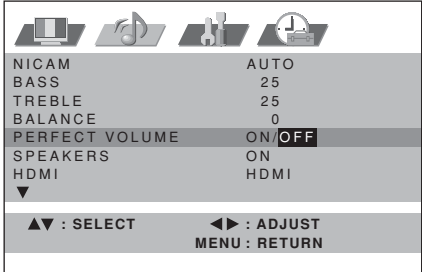 NICAM AUTO
BASS 25
TREBLE 25
BALANCE 0
PERFECT VOLUME ON/OFF
SPEAKERS ON
HDMI HDMI
▼
▲▼ : SELECT ◀▶ : ADJUST
MENU : RETURN